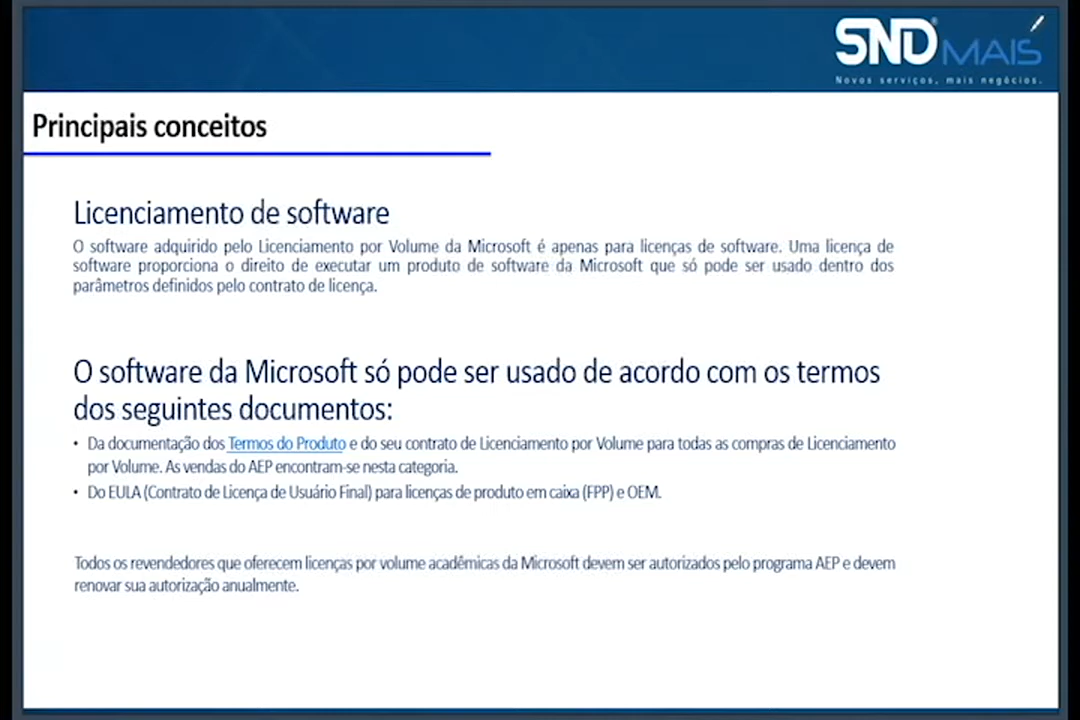 SND MAIS
Novos serviços, mais negócios.
Principais conceitos
Licenciamento de software
O software adquirido pelo Licenciamento por Volume da Microsoft é apenas para licenças de software. Uma licença de
software proporciona o direito de executar um produto de software da Microsoft que só pode ser usado dentro dos
parâmetros definidos pelo contrato de licença.
O software da Microsoft só pode ser usado de acordo com os termos
dos seguintes documentos:
• Da documentação dos Termos do Produto e do seu contrato de Licenciamento por Volume para todas as compras de Licenciamento
por Volume. As vendas do AEP encontram-se nesta categoria.
• Do EULA (Contrato de Licença de Usuário Final) para licenças de produto em caixa (FPP) e OEM.
Todos os revendedores que oferecem licenças por volume acadêmicas da Microsoft devem ser autorizados pelo programa AEP e devem
renovar sua autorização anualmente.